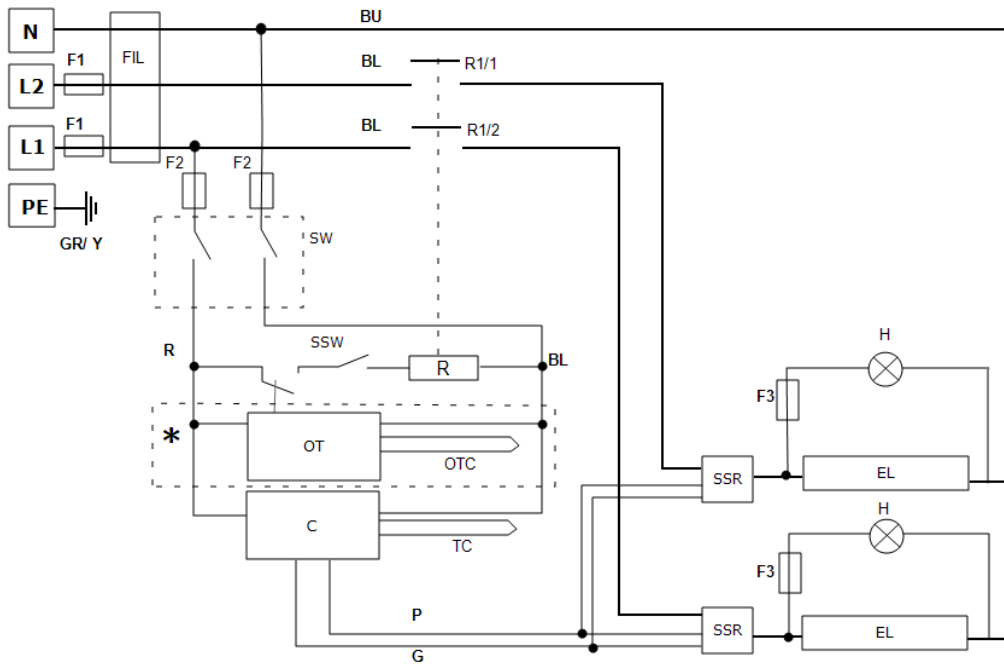 N
BU
F1
FIL
L2
BL
R1/1
F1
L1
BL
R1/2
F2
F2
PE
GR/ Y
SW
R
SSW
R
BL
H
F3
*
OT
OTC
SSR
EL
C
TC
H
F3
P
G
SSR
EL